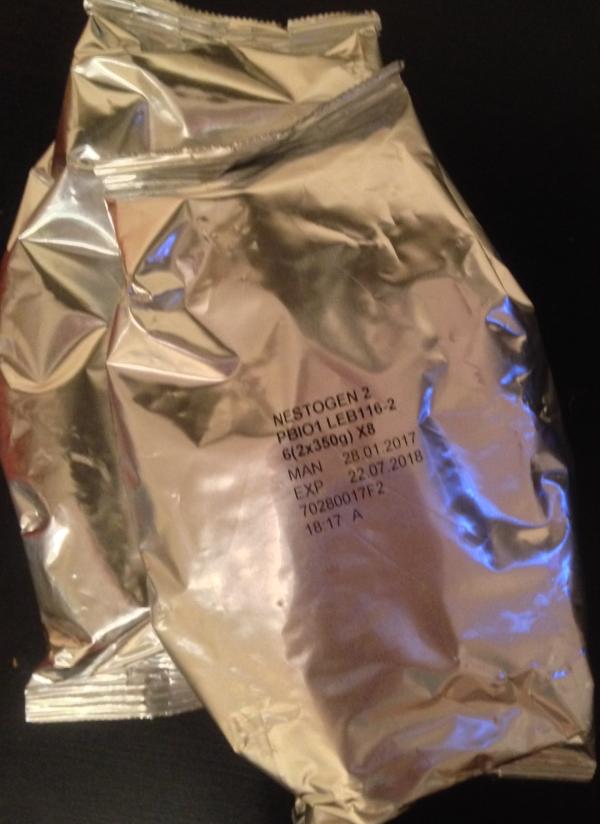 NESTOGEN 2
PBIO1 LEB116-2
6(2x350g) X8
MAN 28.01.2017
EXP 22.07.2018
70280017F2
18:17 A